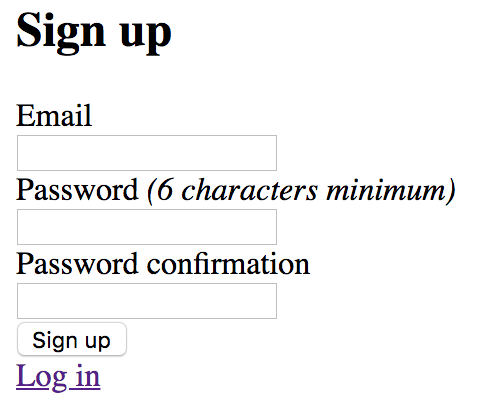 Sign up
Email
Password (6 characters minimum)
Password confirmation
Sign up
Log in